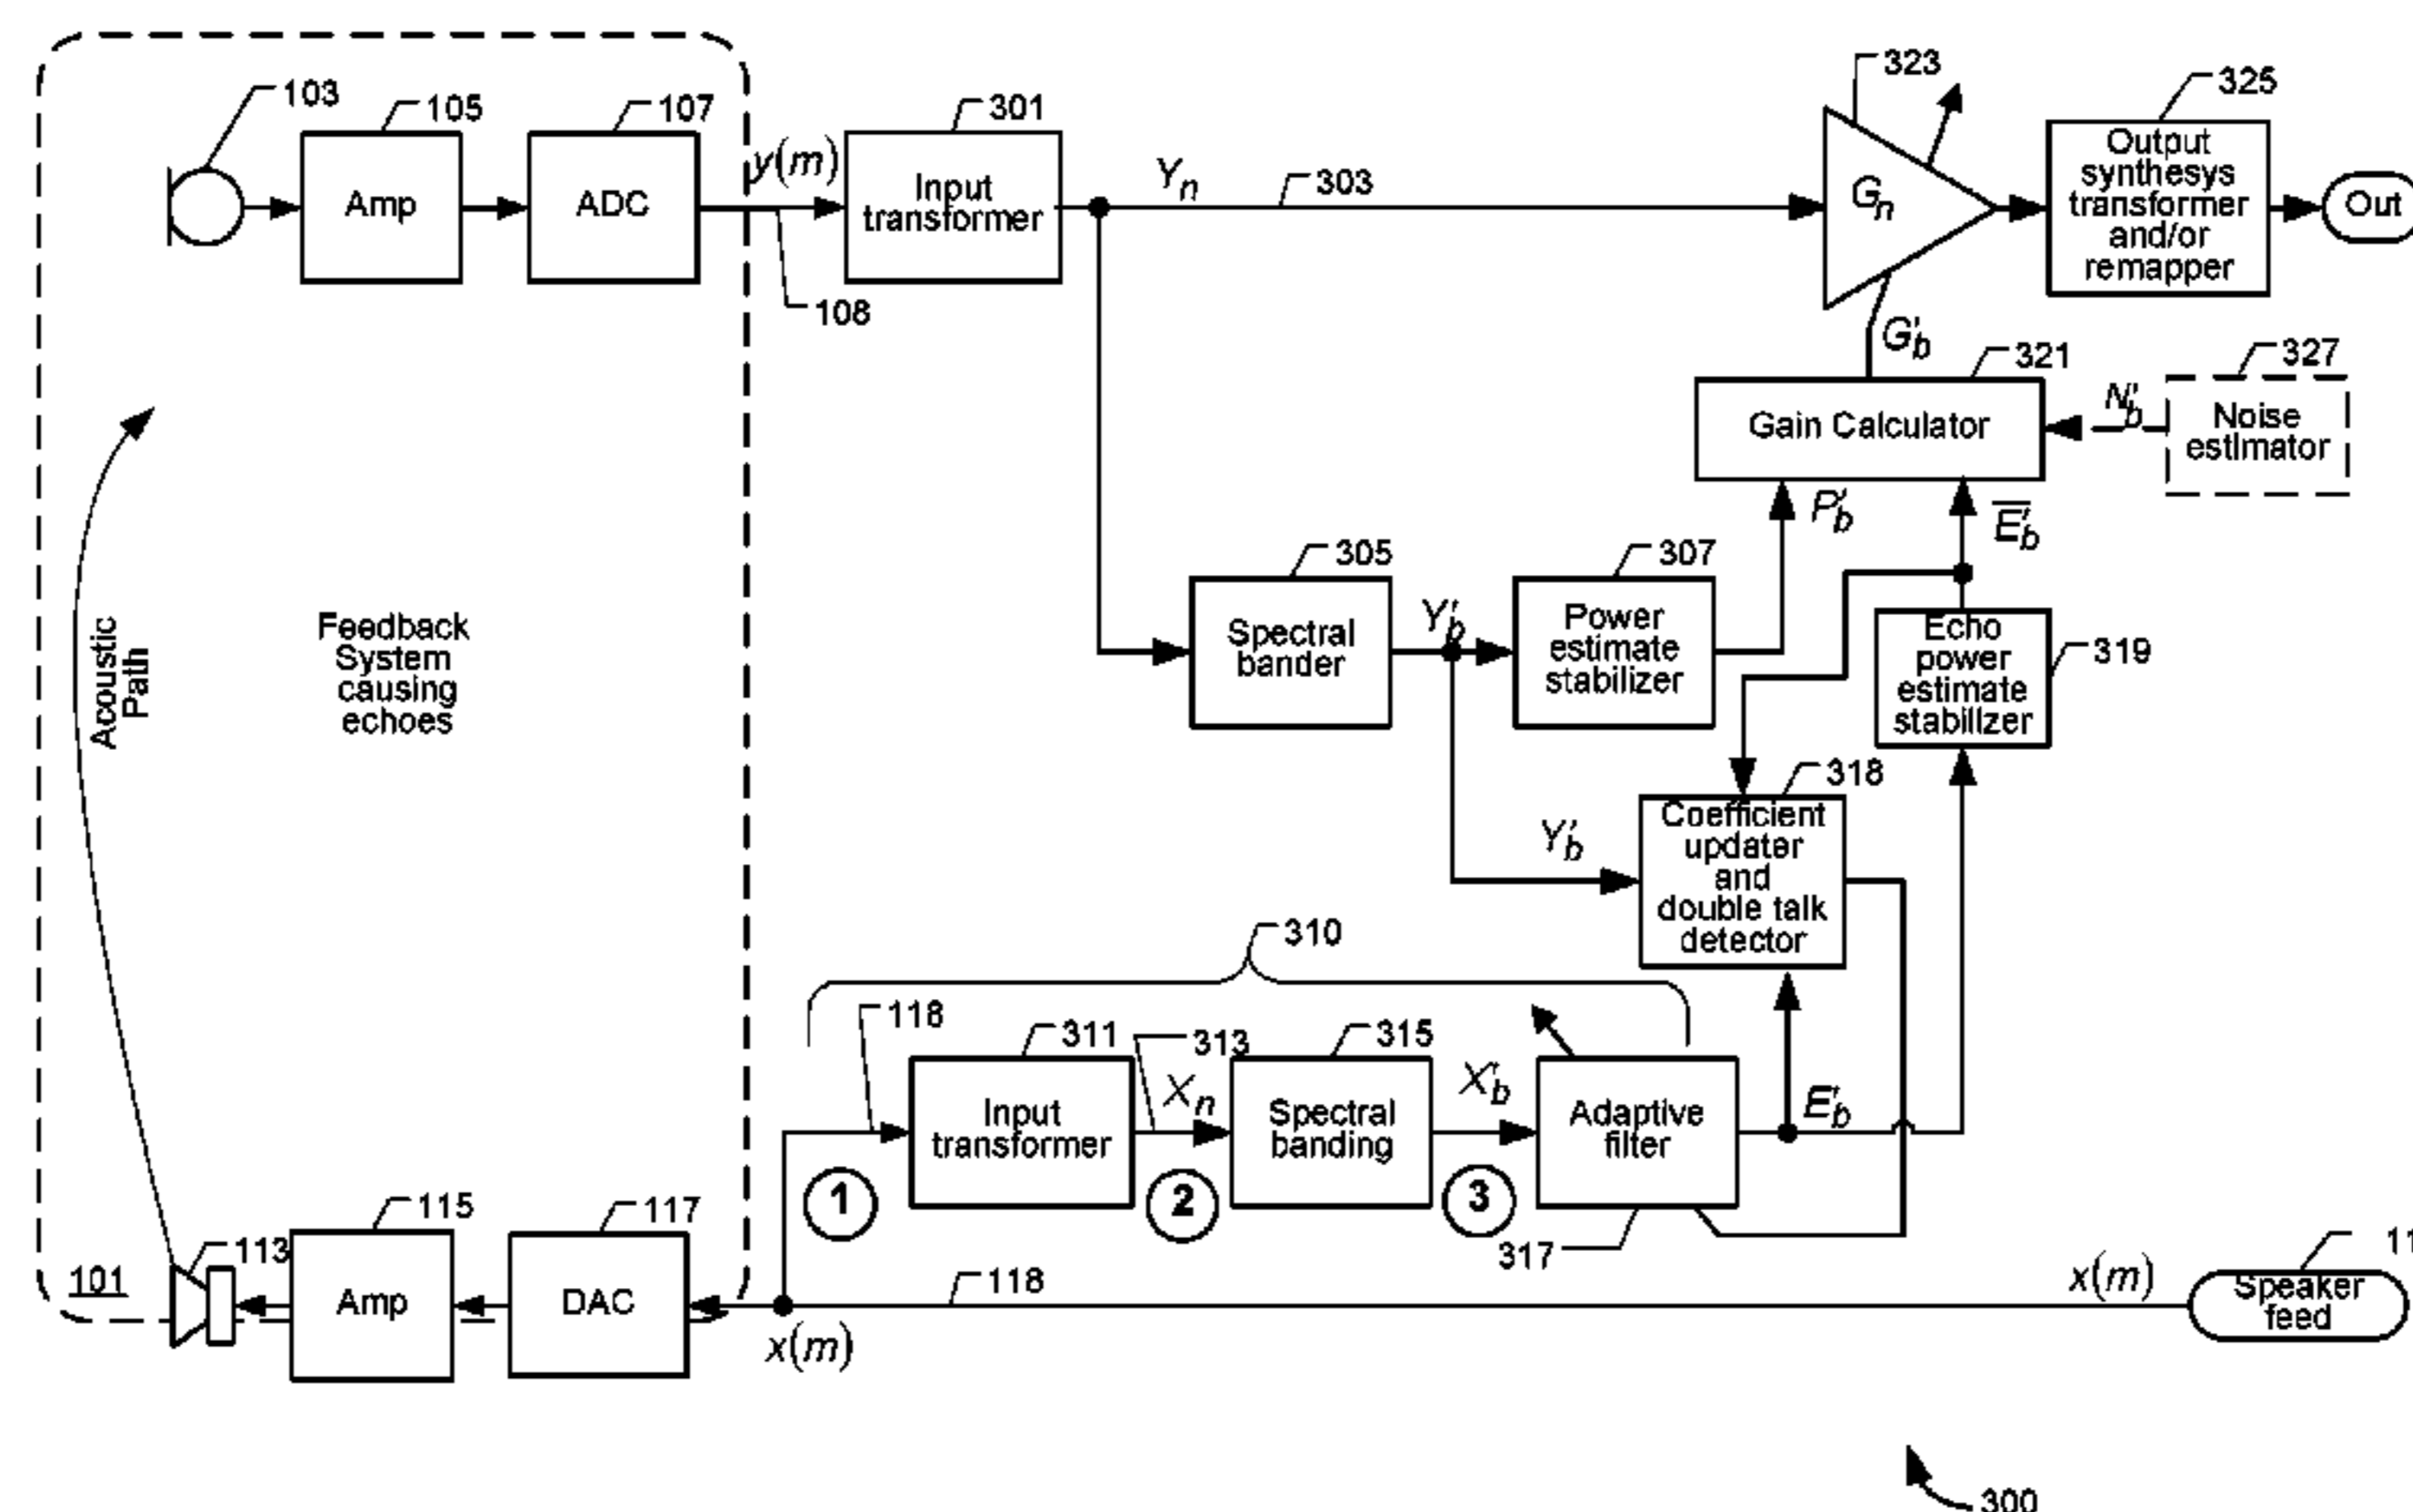 103
105
107
301
323
325
Amp
ADC
y(m)
Input
transformer
Yn
303
Gn
Output
synthesys
transformer
and/or
remapper
Out
108
G'b
321
327
Gain Calculator
N'b
Noise
estimator
P'b
E'b
305
307
Acoustic
Path
Feedback
System
causing
echoes
Spectral
bander
Y'b
Power
estimate
stabilizer
Echo
power
estimate
stabilizer
319
318
Y'b
Coefficient
updater
and
double talk
detector
310
118
311
313
315
Input
transformer
Xn
Spectral
banding
X'b
Adaptive
filter
E'b
1
2
3
317
101
113
115
117
Amp
DAC
118
x(m)
x(m)
11
Speaker
feed
300